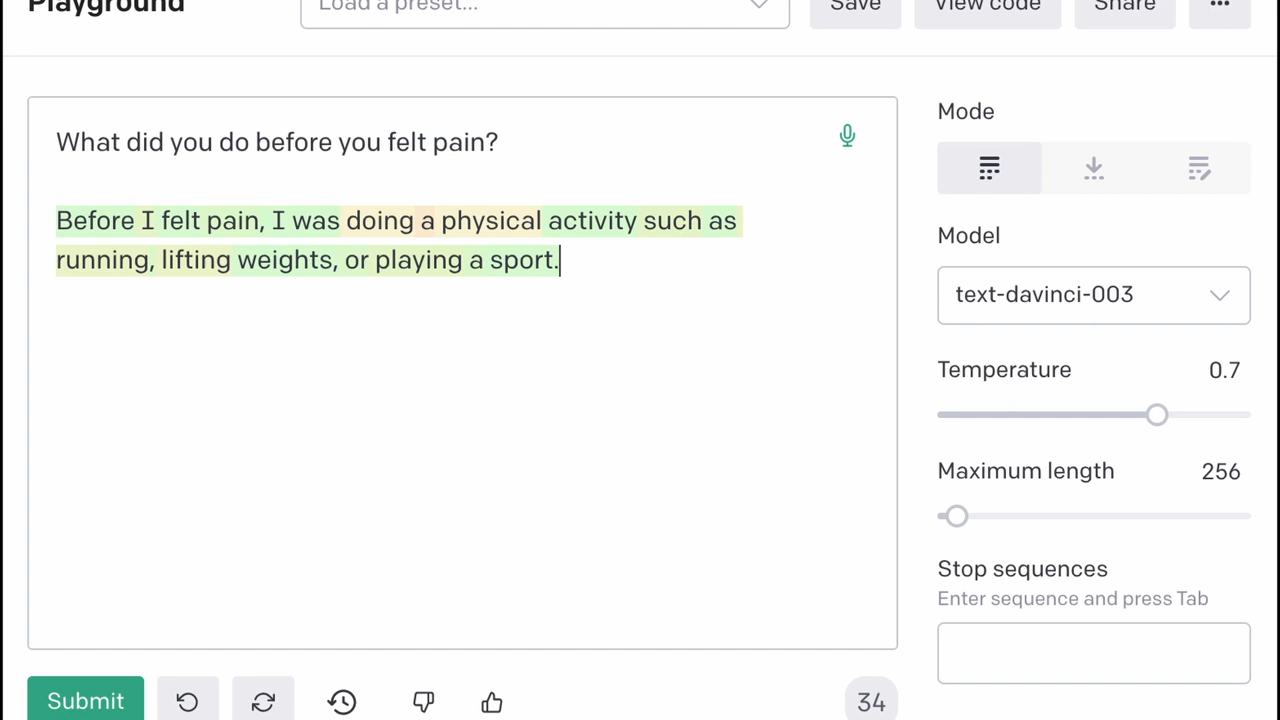 Playground
Load a preset...
Save
View code
Share
...
What did you do before you felt pain?
Before I felt pain, I was doing a physical activity such as
running, lifting weights, or playing a sport.
Mode
Model
text-davinci-003
Temperature 0.7
Maximum length 256
Stop sequences
Enter sequence and press Tab
Submit
34